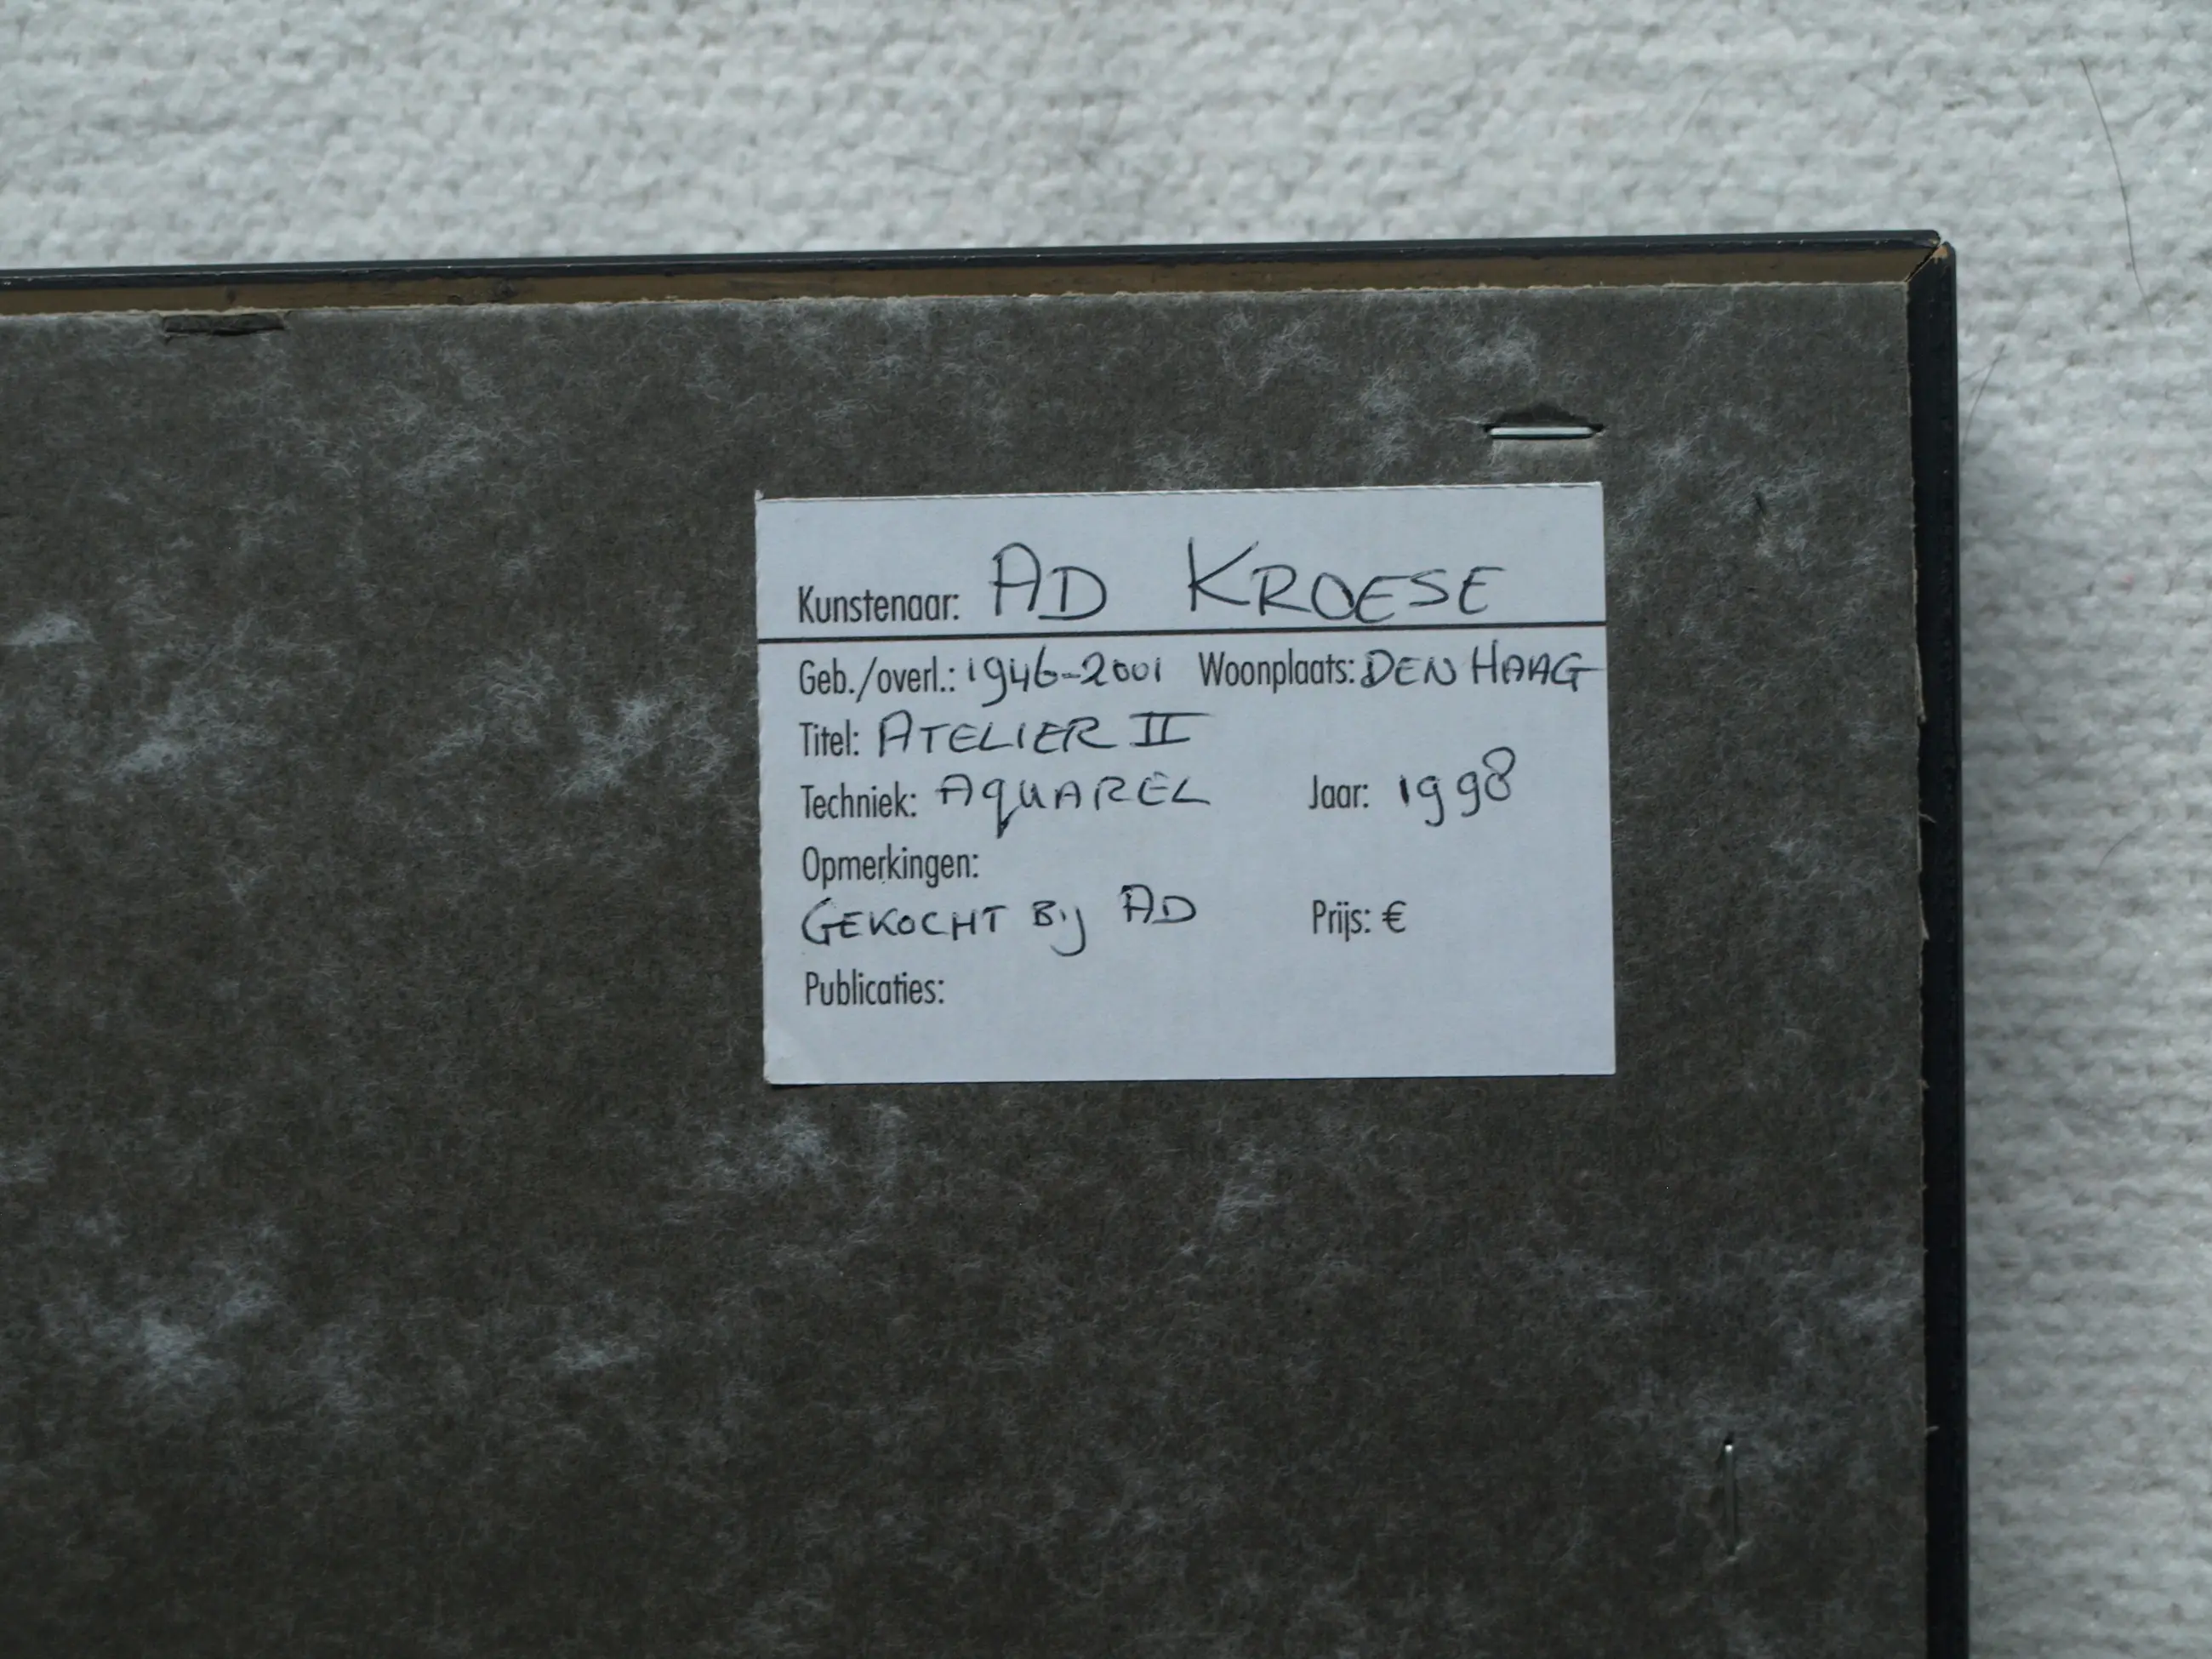 Kunstenaar: AD KROESE
Geb./overl.: 1946-2001 Woonplaats: DEN HAAG
Titel: ATELIER II
Techniek: AQUAREL Jaar: 1998
Opmerkingen:
GEKOCHT Bij AD Prijs: €
Publicaties: